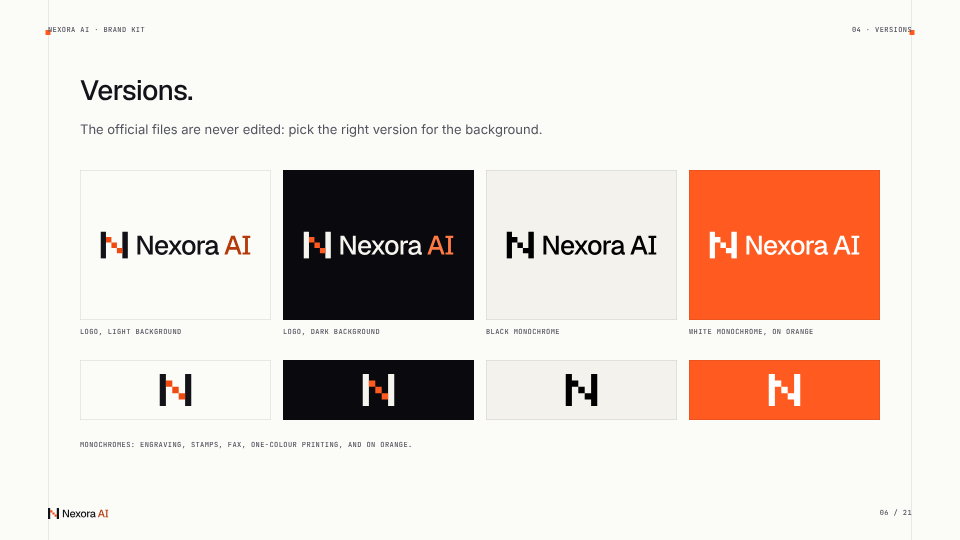 NEXORA AI · BRAND KIT
04 · VERSIONS
Versions.
The official files are never edited: pick the right version for the background.
Nexora AI
Nexora AI
Nexora AI
Nexora AI
LOGO, LIGHT BACKGROUND
LOGO, DARK BACKGROUND
BLACK MONOCHROME
WHITE MONOCHROME, ON ORANGE
MONOCHROMES: ENGRAVING, STAMPS, FAX, ONE-COLOUR PRINTING, AND ON ORANGE.
Nexora AI
06 / 21